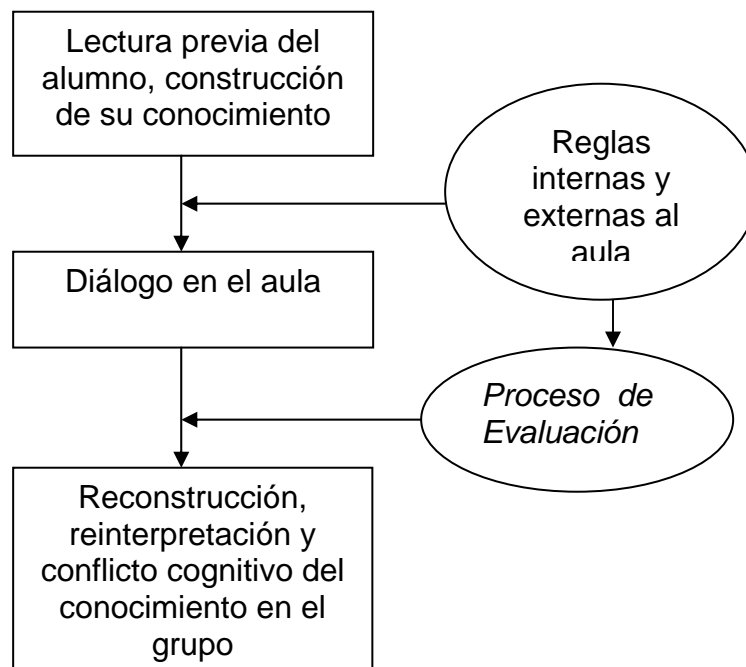 Lectura previa del
alumno, construcción
de su conocimiento
Reglas
internas y
externas al
aula
Diálogo en el aula
Proceso de
Evaluación
Reconstrucción,
reinterpretación y
conflicto cognitivo del
conocimiento en el
grupo